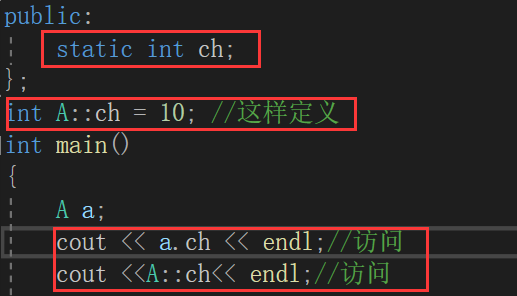 public:
static int ch;
};
int A::ch = 10; //这样定义
int main()
{
A a;
cout << a.ch << endl;//访问
cout <<A::ch<< endl;//访问